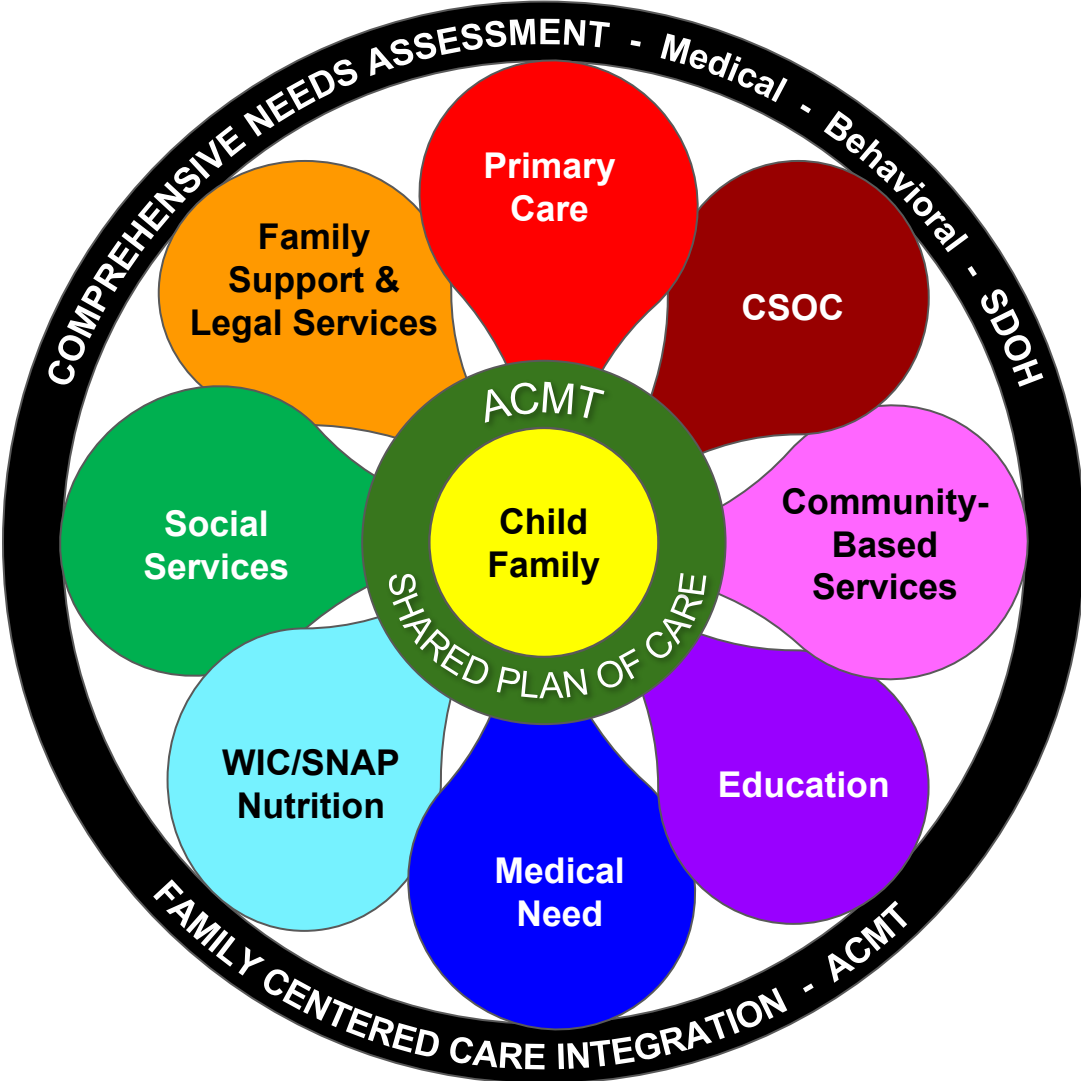 COMPREHENSIVE NEEDS ASSESSMENT - Medical - Behavioral - SDOH
Primary
Care
CSOC
Community-
Based
Services
Education
Medical
Need
WIC/SNAP
Nutrition
Social
Services
Family
Support &
Legal Services
ACMT
Child
Family
SHARED PLAN OF CARE
FAMILY CENTERED CARE INTEGRATION - ACMT